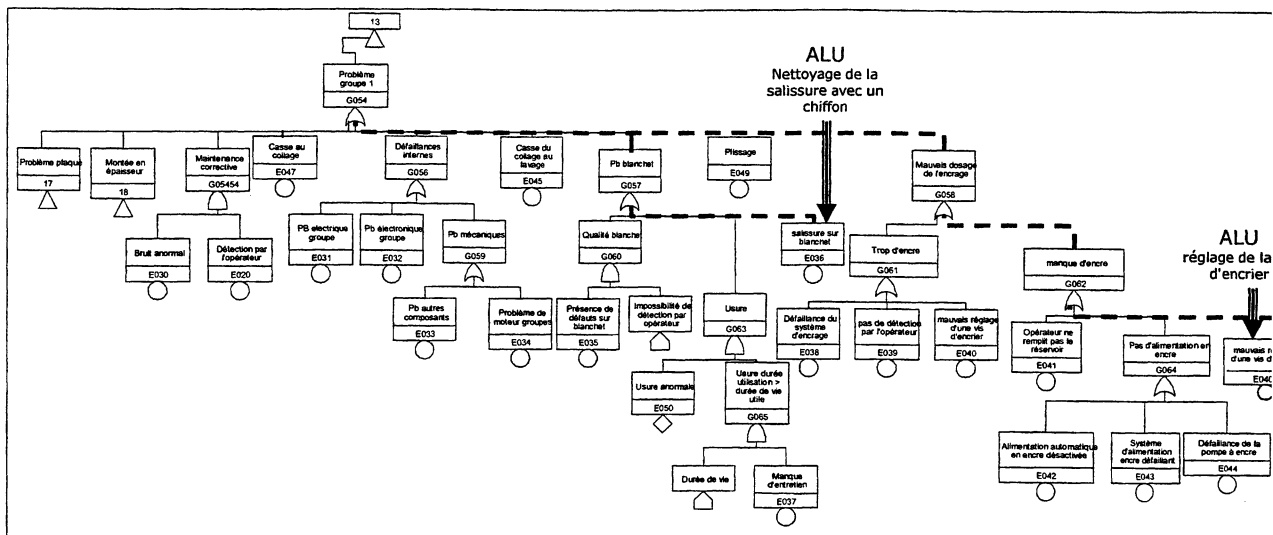 13
Problème
groupe 1
G054
ALU
Nettoyage de la
salissure avec un
chiffon
Problème plaque
17
Montée en
épaisseur
18
Maintenance
corrective
G05454
Casse au
collage
E047
Défaillances
internes
G056
Casse du
collage au
lavage
E045
Pb blanchet
G057
Plissage
E049
Mauvais dosage
de l'encrage
G058
Bruit anormal
E030
Détection par
l'opérateur
E020
PB electrique
groupe
E031
Pb électronique
groupe
E032
Pb mécaniques
G059
Qualité blanchet
G060
salissure sur
blanchet
E036
Trop d'encre
G061
manque d'encre
G062
ALU
réglage de la
d'encrier
Pb autres
composants
E033
Problème de
moteur groupes
E034
Présence de
défauts sur
blanchet
E035
Impossibilité de
détection par
opérateur
Usure
G063
Défaillance du
système
d'encrage
E038
pas de détection
par l'opérateur
E039
mauvais réglage
d'une vis
d'encrier
E040
Opérateur ne
remplit pas le
réservoir
E041
Pas d'alimentation en
encre
G064
mauvais ré
d'une vis d'
E040
Usure anormale
E050
Usure durée
utilisation >
durée de vie
utile
G065
Alimentation automatique
en encre désactivée
E042
Système
d'alimentation
encre défaillant
E043
Défaillance de la
pompe à encre
E044
Durée de vie
Manque
d'entretien
E037